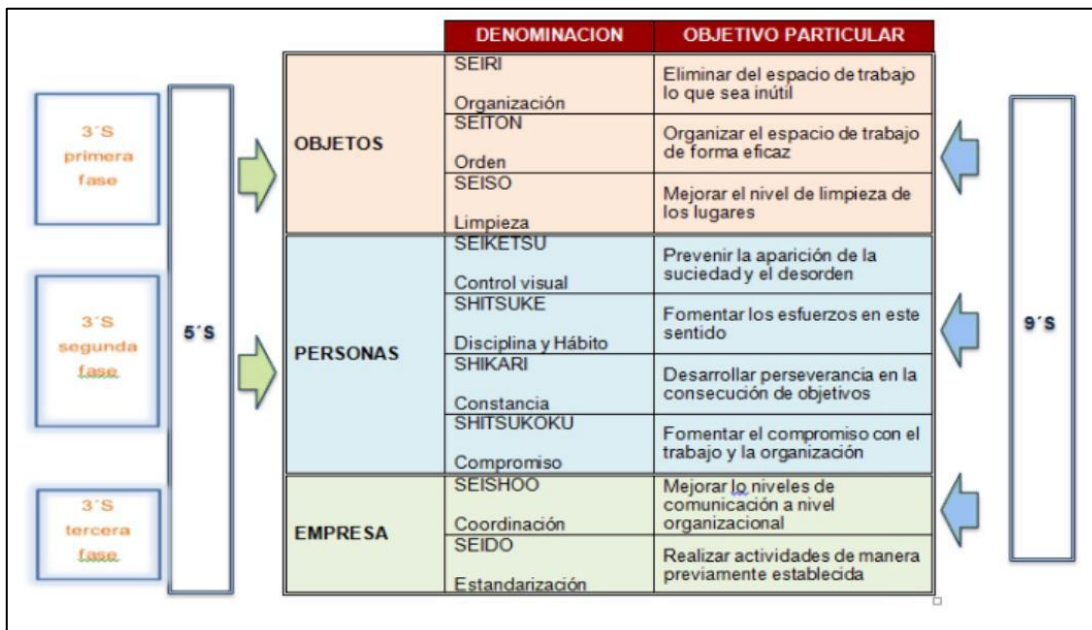 DENOMINACION
OBJETIVO PARTICULAR
3´S
primera
fase
3´S
segunda
fase
3´S
tercera
fase
5´S
OBJETOS
SEIRI
Organización
Eliminar del espacio de trabajo
lo que sea inútil
SEITON
Orden
Organizar el espacio de trabajo
de forma eficaz
SEISO
Limpieza
Mejorar el nivel de limpieza de
los lugares
PERSONAS
SEIKETSU
Control visual
Prevenir la aparición de la
suciedad y el desorden
SHITSUKE
Disciplina y Hábito
Fomentar los esfuerzos en este
sentido
SHIKARI
Constancia
Desarrollar perseverancia en la
consecución de objetivos
SHITSUKOKU
Compromiso
Fomentar el compromiso con el
trabajo y la organización
EMPRESA
SEISHOO
Coordinación
Mejorar lo niveles de
comunicación a nivel
organizacional
SEIDO
Estandarización
Realizar actividades de manera
previamente establecida
9´S